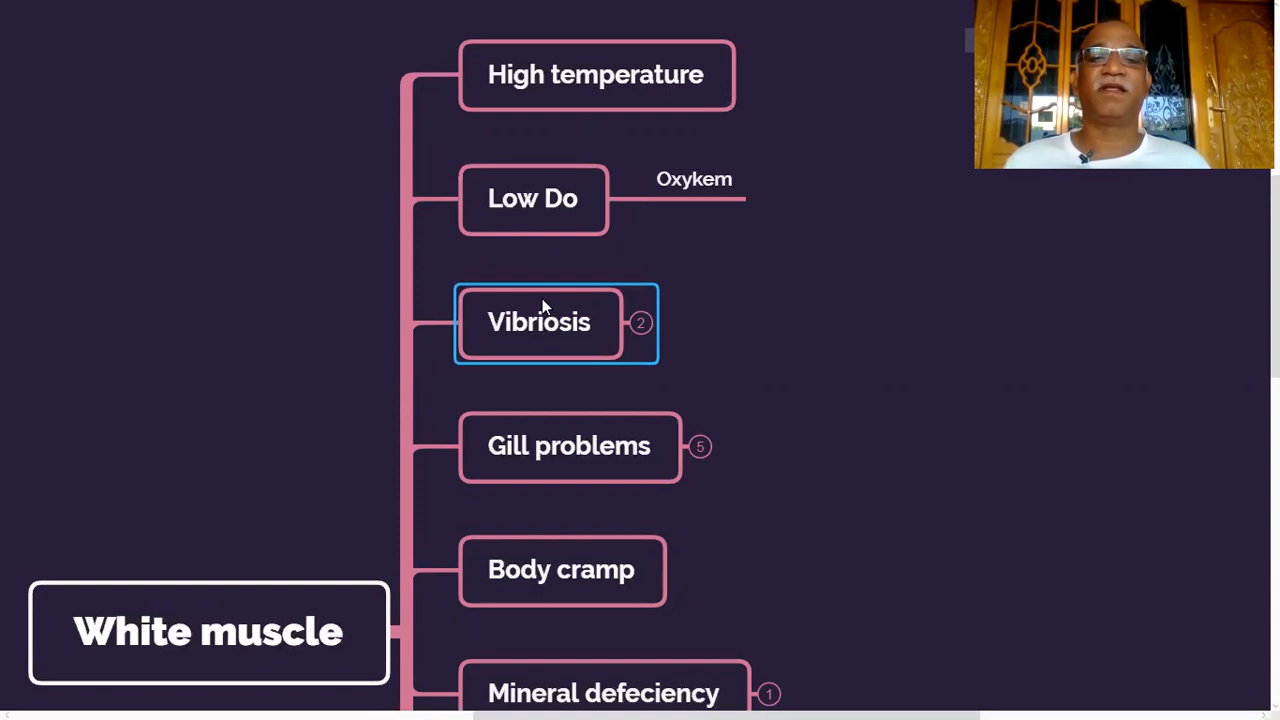 High temperature
Low Do
Oxykem
Vibriosis
2
Gill problems
5
Body cramp
White muscle
Mineral defeciency
1